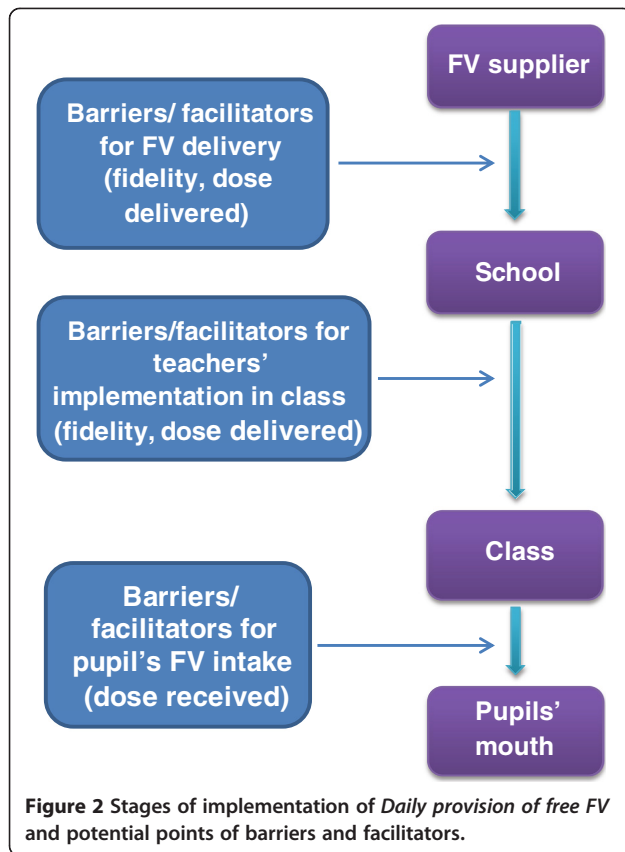 FV supplier
Barriers/ facilitators
for FV delivery
(fidelity, dose
delivered)
School
Barriers/facilitators for
teachers'
implementation in class
(fidelity, dose delivered)
Class
Barriers/
facilitators for
pupil's FV intake
(dose received)
Pupils'
mouth
Figure 2 Stages of implementation of Daily provision of free FV
and potential points of barriers and facilitators.